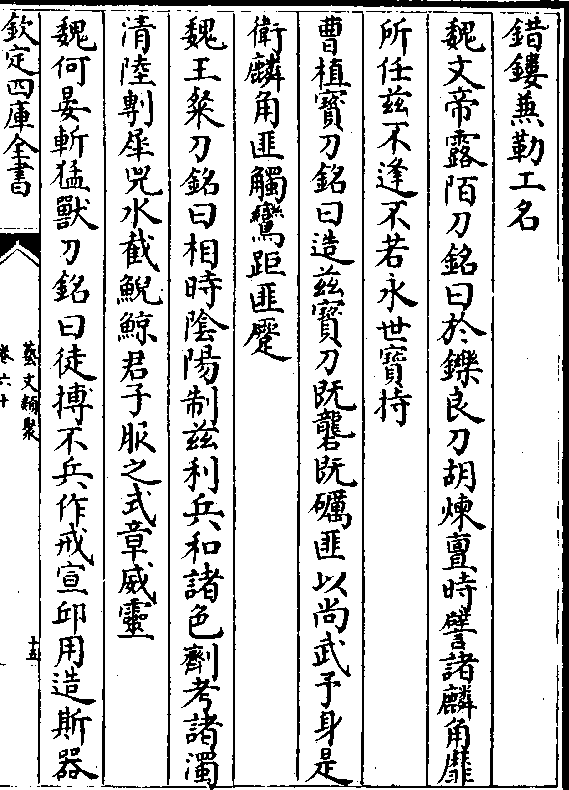 錯鏤兼勒工名
魏文帝露陌刀銘曰於鑠良刀胡煉亶時譬諸麟角靡
所任兹不逢不若永世寶持
曹植寶刀銘曰造兹寶刀既礱既礪匪以尚武予身是
衛麟角匪觸鸞距匪蹷
魏王粲刀銘曰相時陰陽制兹利兵和諸色劑考諸濁
清陸剸犀兕水截鯢鯨君子服之式章威靈
魏何晏斬猛獸刀銘曰徒搏不兵作戒宣邱用造斯器
欽定四庫全書
藝文類聚
卷六十
十五